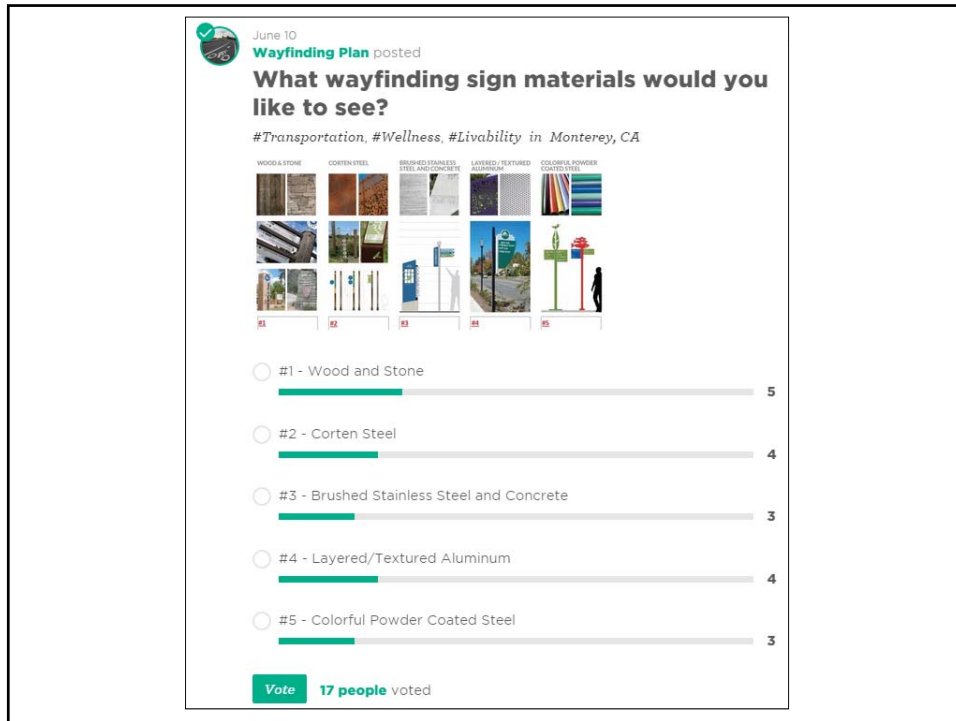 June 10
Wayfinding Plan posted
What wayfinding sign materials would you
like to see?
#Transportation, #Wellness, #Livability in Monterey, CA
WOOD & STONE
CORTEN STEEL
BRUSHED STAINLESS
STEEL AND CONCRETE
LAYERED / TEXTURED
ALUMINUM
COLORFUL POWDER
COATED STEEL
#1
#2
#3
#4
#5
#1 - Wood and Stone
5
#2 - Corten Steel
4
#3 - Brushed Stainless Steel and Concrete
3
#4 - Layered/Textured Aluminum
4
#5 - Colorful Powder Coated Steel
3
Vote 17 people voted